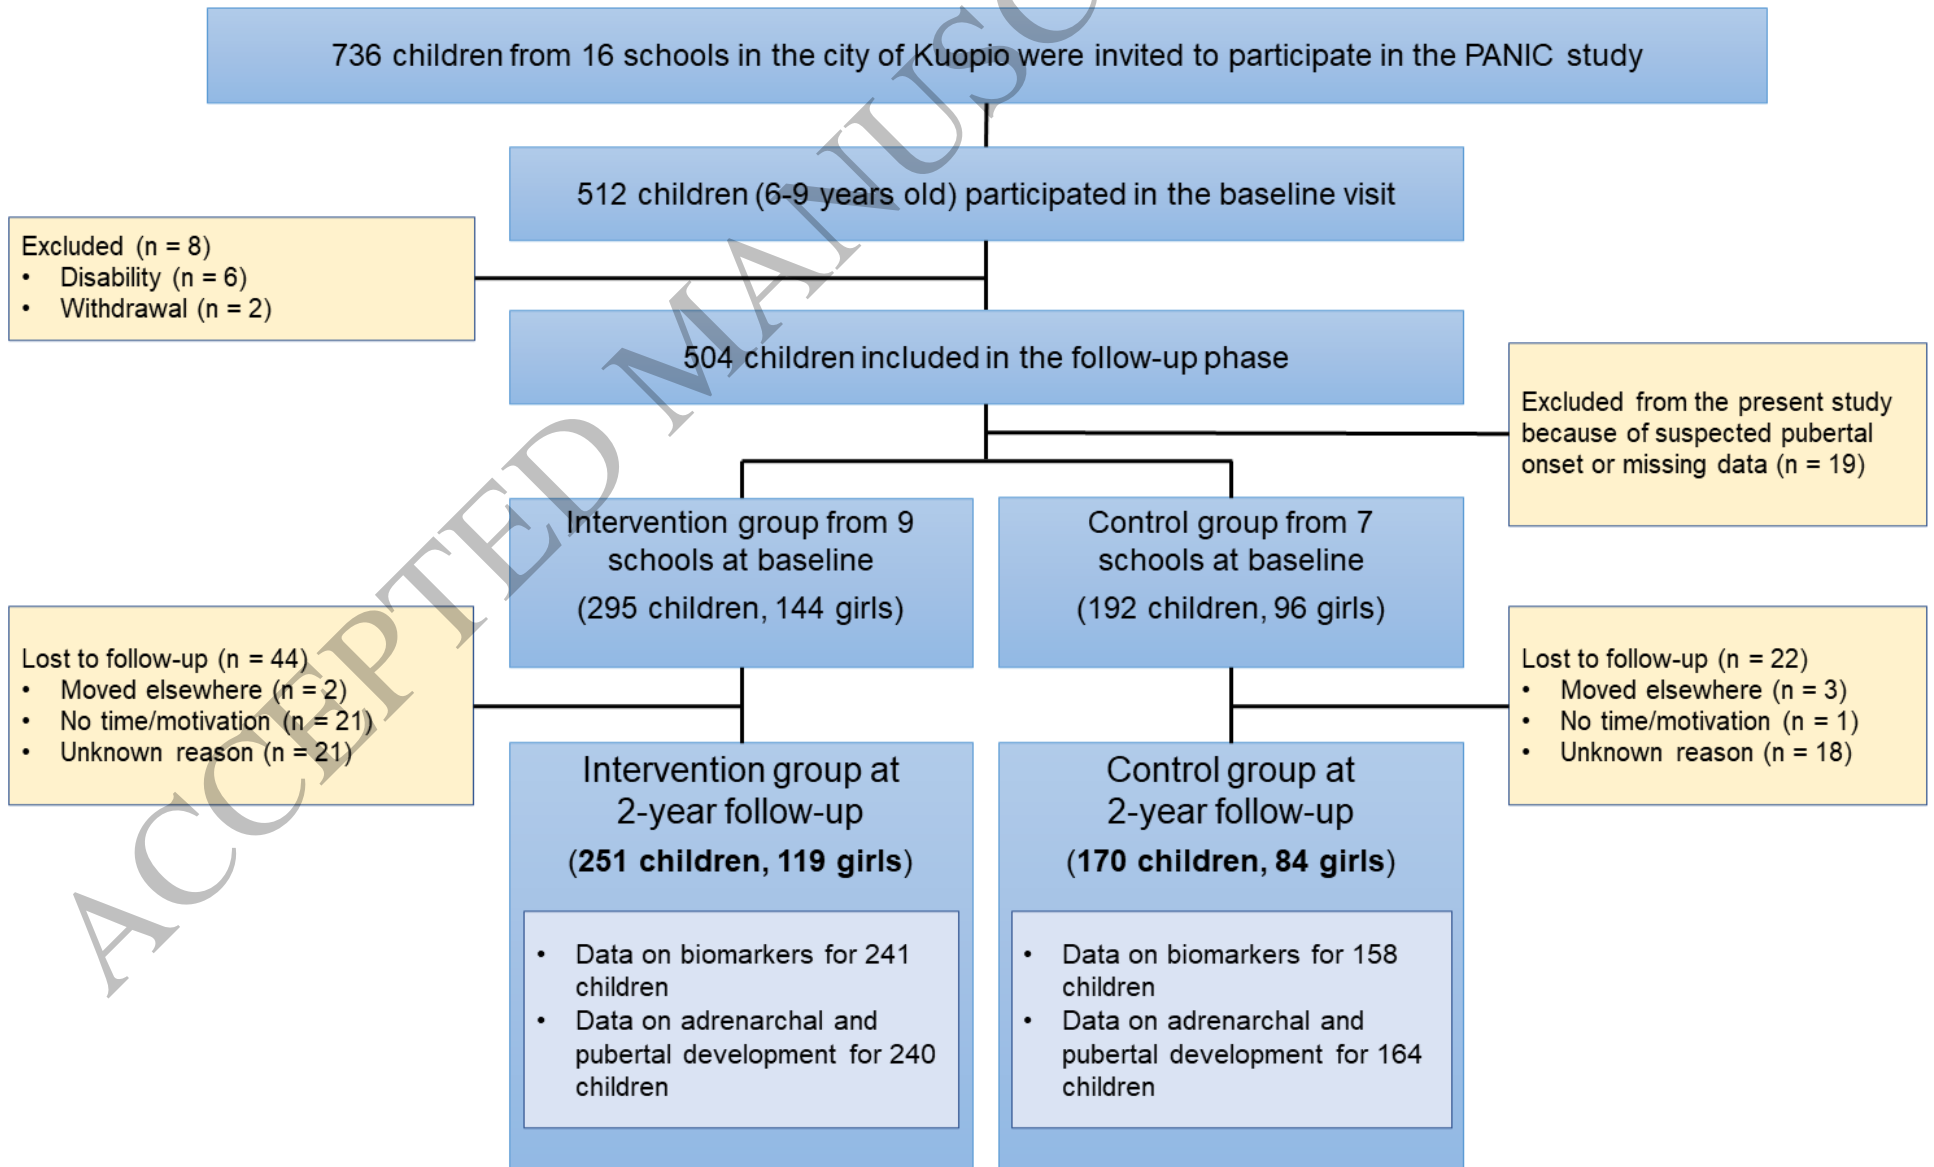 736 children from 16 schools in the city of Kuopio were invited to participate in the PANIC study
512 children (6-9 years old) participated in the baseline visit
Excluded (n = 8)
• Disability (n = 6)
• Withdrawal (n = 2)
504 children included in the follow-up phase
Excluded from the present study
because of suspected pubertal
onset or missing data (n = 19)
Intervention group from 9
schools at baseline
(295 children, 144 girls)
Control group from 7
schools at baseline
(192 children, 96 girls)
Lost to follow-up (n = 44)
• Moved elsewhere (n = 2)
• No time/motivation (n = 21)
• Unknown reason (n = 21)
Lost to follow-up (n = 22)
• Moved elsewhere (n = 3)
• No time/motivation (n = 1)
• Unknown reason (n = 18)
Intervention group at
2-year follow-up
(251 children, 119 girls)
• Data on biomarkers for 241
children
• Data on adrenarchal and
pubertal development for 240
children
Control group at
2-year follow-up
(170 children, 84 girls)
• Data on biomarkers for 158
children
• Data on adrenarchal and
pubertal development for 164
children
ACCEPTED MANUSC